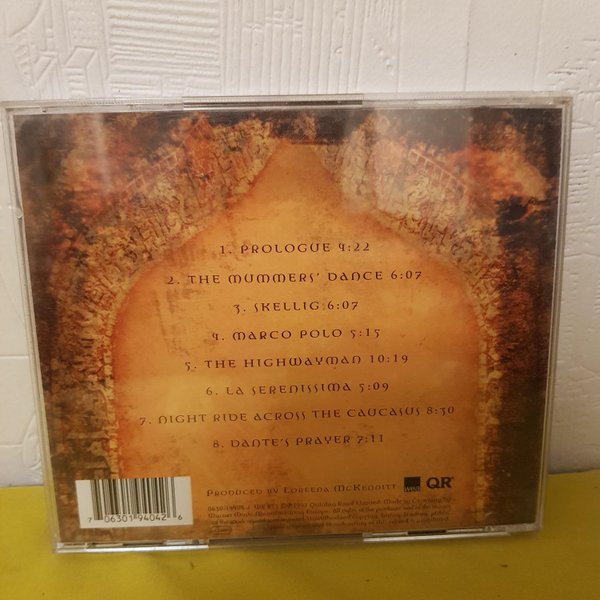 1. PROLOGUE 4:22
2. THE MUMMERS' DANCE 6:07
3. SKELLIG 6:07
4. MARCO POLO 5:15
5. THE HIGHWAYMAN 10:19
6. LA SERENISSIMA 5:09
7. NIGHT RIDE ACROSS THE CAUCASUS 8:30
8. DANTE'S PRAYER 7:11
PRODUCED BY LOREENA MCKENNITT
QR
7 06301 94042 6